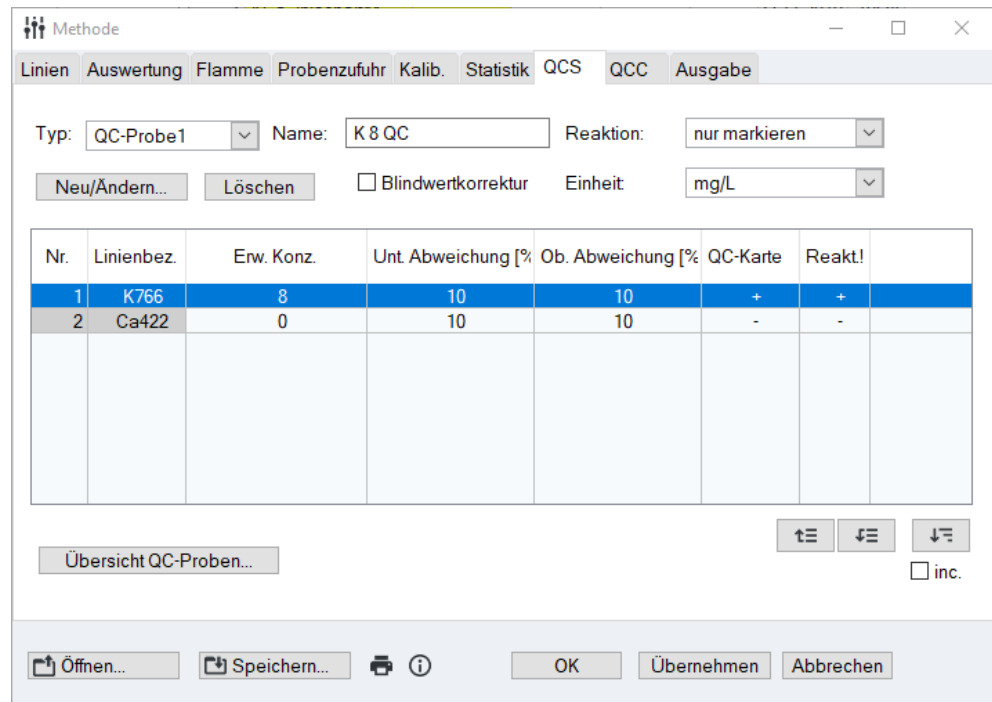 Methode
Linien Auswertung Flamme Probenzufuhr Kalib. Statistik QCS QCC Ausgabe
Typ: QC-Probe1 Name: K 8 QC Reaktion: nur markieren
Neu/Ändern... Löschen Blindwertkorrektur Einheit: mg/L
Nr. Linienbez. Erw. Konz. Unt. Abweichung [% Ob. Abweichung [% QC-Karte Reakt.!
1 K766 8 10 10 + +
2 Ca422 0 10 10 - -
Übersicht QC-Proben...
inc.
Öffnen... Speichern... OK Übernehmen Abbrechen